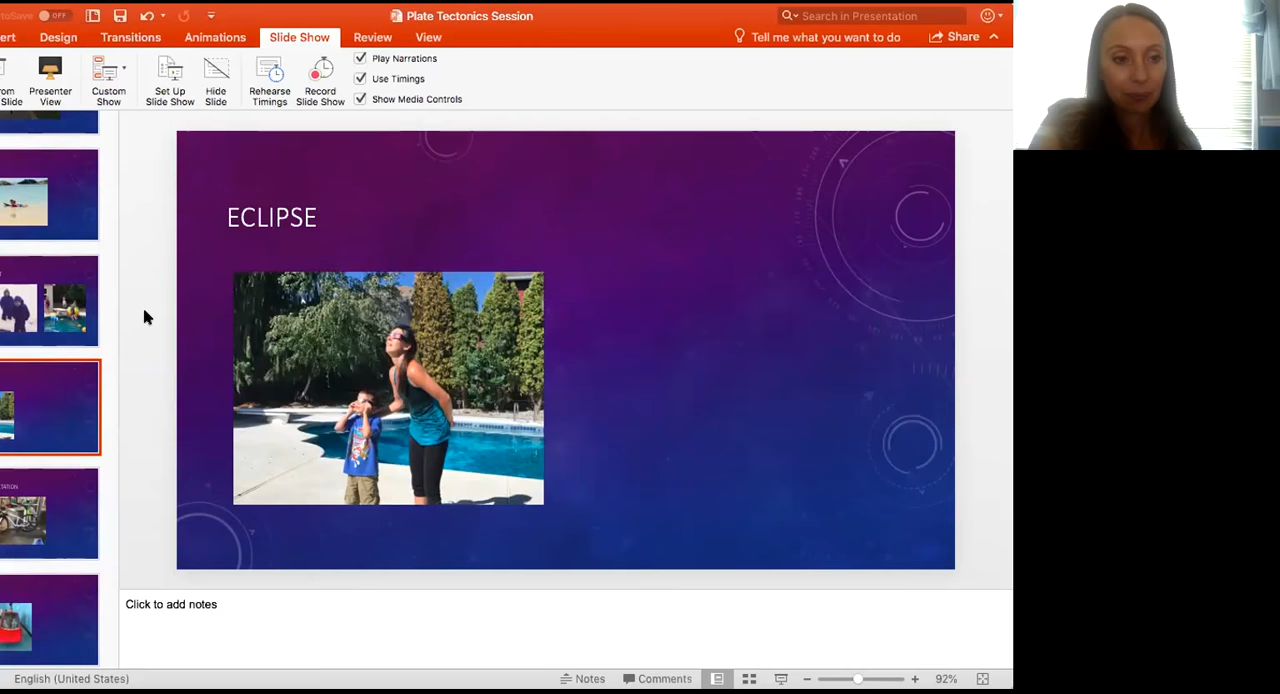 toSave OFF Plate Tectonics Session Search in Presentation
ert Design Transitions Animations Slide Show Review View Tell me what you want to do Share
rom Slide
Presenter View
Custom Show
Set Up Slide Show
Hide Slide
Rehearse Timings
Record Slide Show
Play Narrations
Use Timings
Show Media Controls
ECLIPSE
TATION
Click to add notes
English (United States) Notes Comments 92%